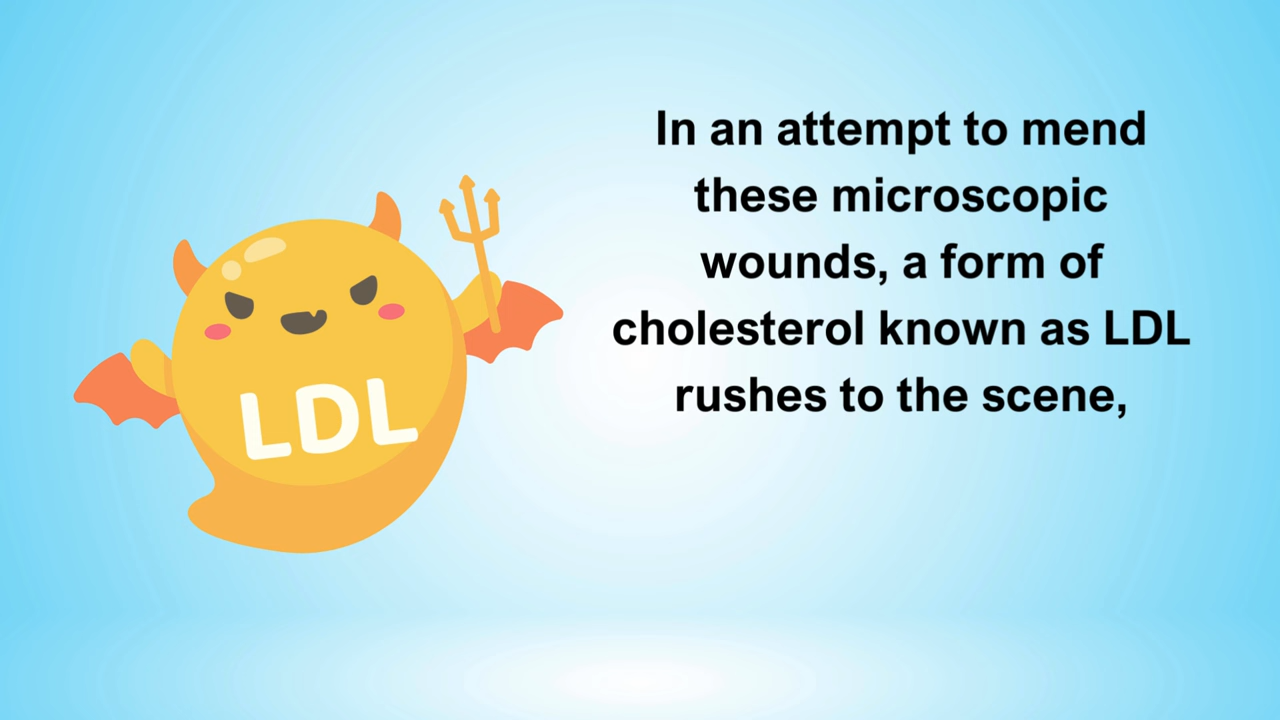 LDL
In an attempt to mend
these microscopic
wounds, a form of
cholesterol known as LDL
rushes to the scene,